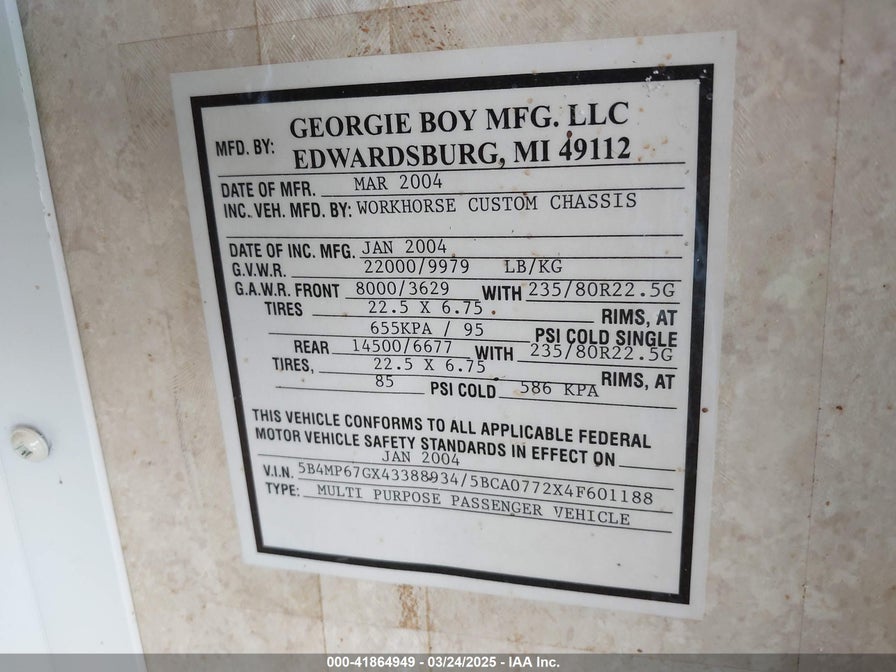 MFD. BY: GEORGIE BOY MFG. LLC
EDWARDSBURG, MI 49112
DATE OF MFR. MAR 2004
INC. VEH. MFD BY: WORKHORSE CUSTOM CHASSIS
DATE OF INC. MFG. JAN 2004
G.V.W.R. 22000/9979 LB/KG
G.A.W.R. FRONT 8000/3629 WITH 235/80R22.5G
TIRES 22.5 X 6.75 RIMS, AT
655KPA / 95 PSI COLD SINGLE
REAR 14500/6677 WITH 235/80R22.5G
TIRES, 22.5 X 6.75 RIMS, AT
85 PSI COLD 586 KPA
THIS VEHICLE CONFORMS TO ALL APPLICABLE FEDERAL
MOTOR VEHICLE SAFETY STANDARDS IN EFFECT ON
JAN 2004
V.I.N. 5B4MP67GX43388934/5BCA0772X4F601188
TYPE: MULTI PURPOSE PASSENGER VEHICLE
000-41864949 - 03/24/2025 - IAA Inc.